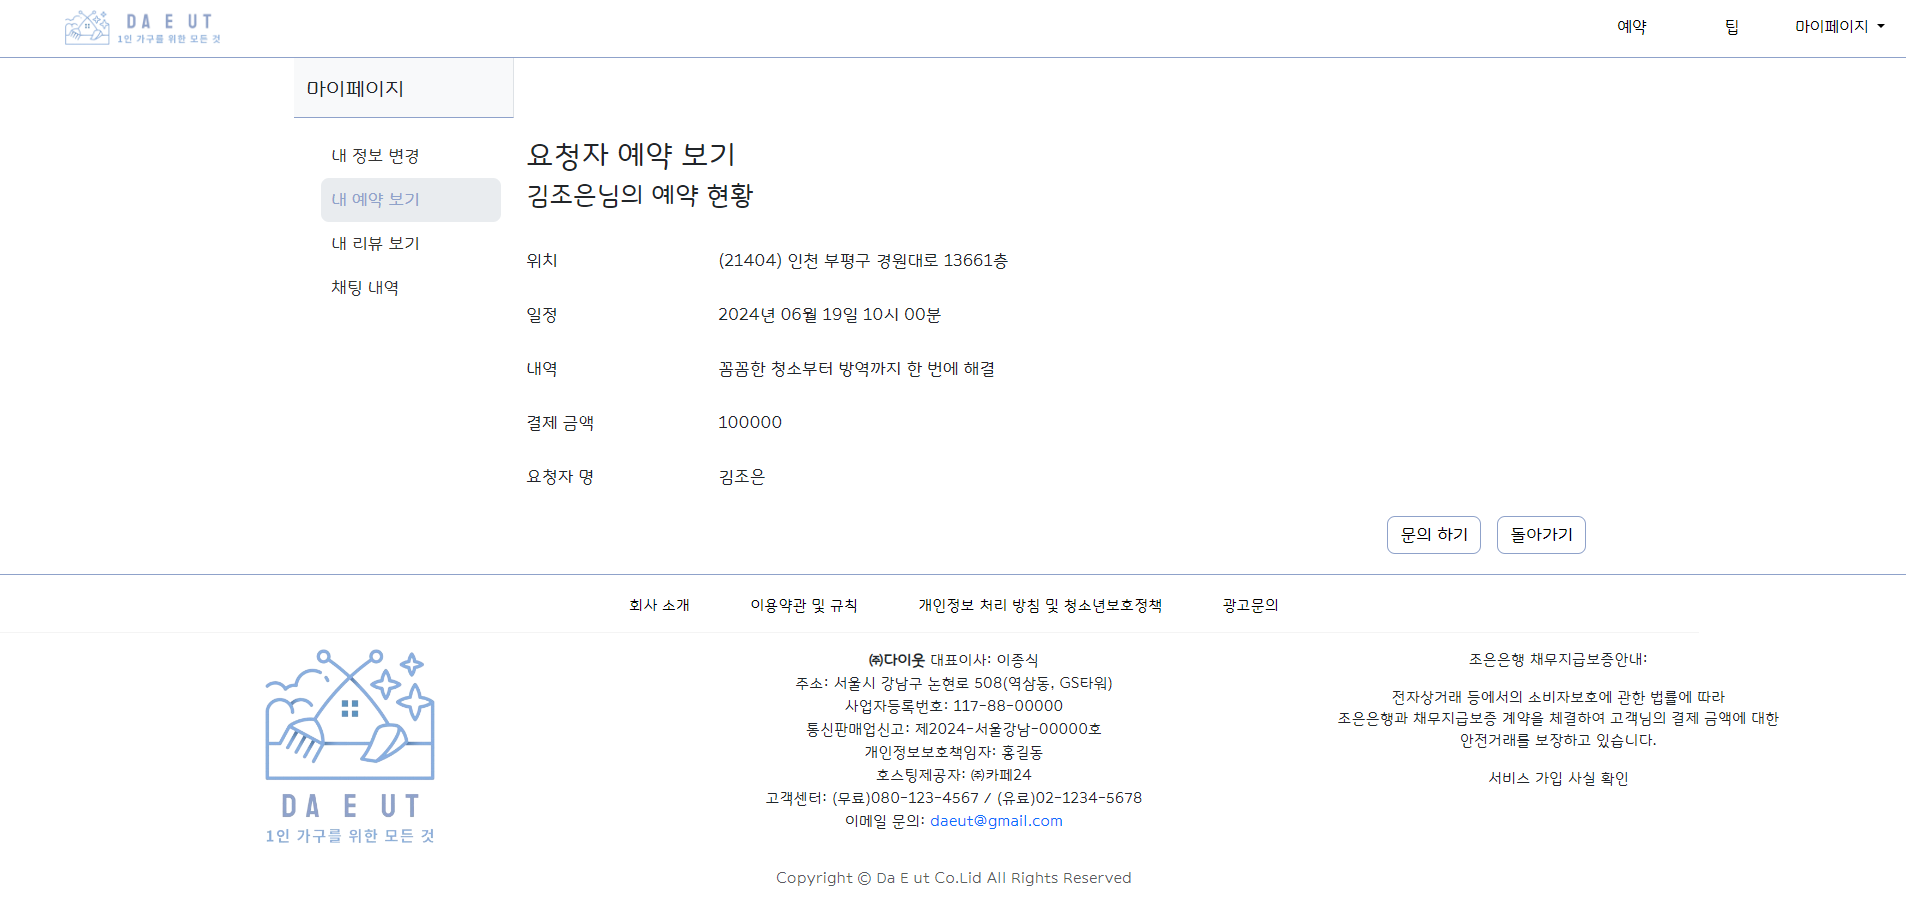 DA E UT
1인 가구를 위한 모든 것
예약 팁 마이페이지
마이페이지
내 정보 변경
내 예약 보기
내 리뷰 보기
채팅 내역
요청자 예약 보기
김조은님의 예약 현황
위치 (21404) 인천 부평구 경원대로 13661층
일정 2024년 06월 19일 10시 00분
내역 꼼꼼한 청소부터 방역까지 한 번에 해결
결제 금액 100000
요청자 명 김조은
문의 하기 돌아가기
회사 소개 이용약관 및 규칙 개인정보 처리 방침 및 청소년보호정책 광고문의
DA E UT
1인 가구를 위한 모든 것
㈜다이웃 대표이사: 이종식
주소: 서울시 강남구 논현로 508(역삼동, GS타워)
사업자등록번호: 117-88-00000
통신판매업신고: 제2024-서울강남-00000호
개인정보보호책임자: 홍길동
호스팅제공자: ㈜카페24
고객센터: (무료)080-123-4567 / (유료)02-1234-5678
이메일 문의: daeut@gmail.com
조은은행 채무지급보증안내:
전자상거래 등에서의 소비자보호에 관한 법률에 따라
조은은행과 채무지급보증 계약을 체결하여 고객님의 결제 금액에 대한
안전거래를 보장하고 있습니다.
서비스 가입 사실 확인
Copyright © Da E ut Co.Lid All Rights Reserved